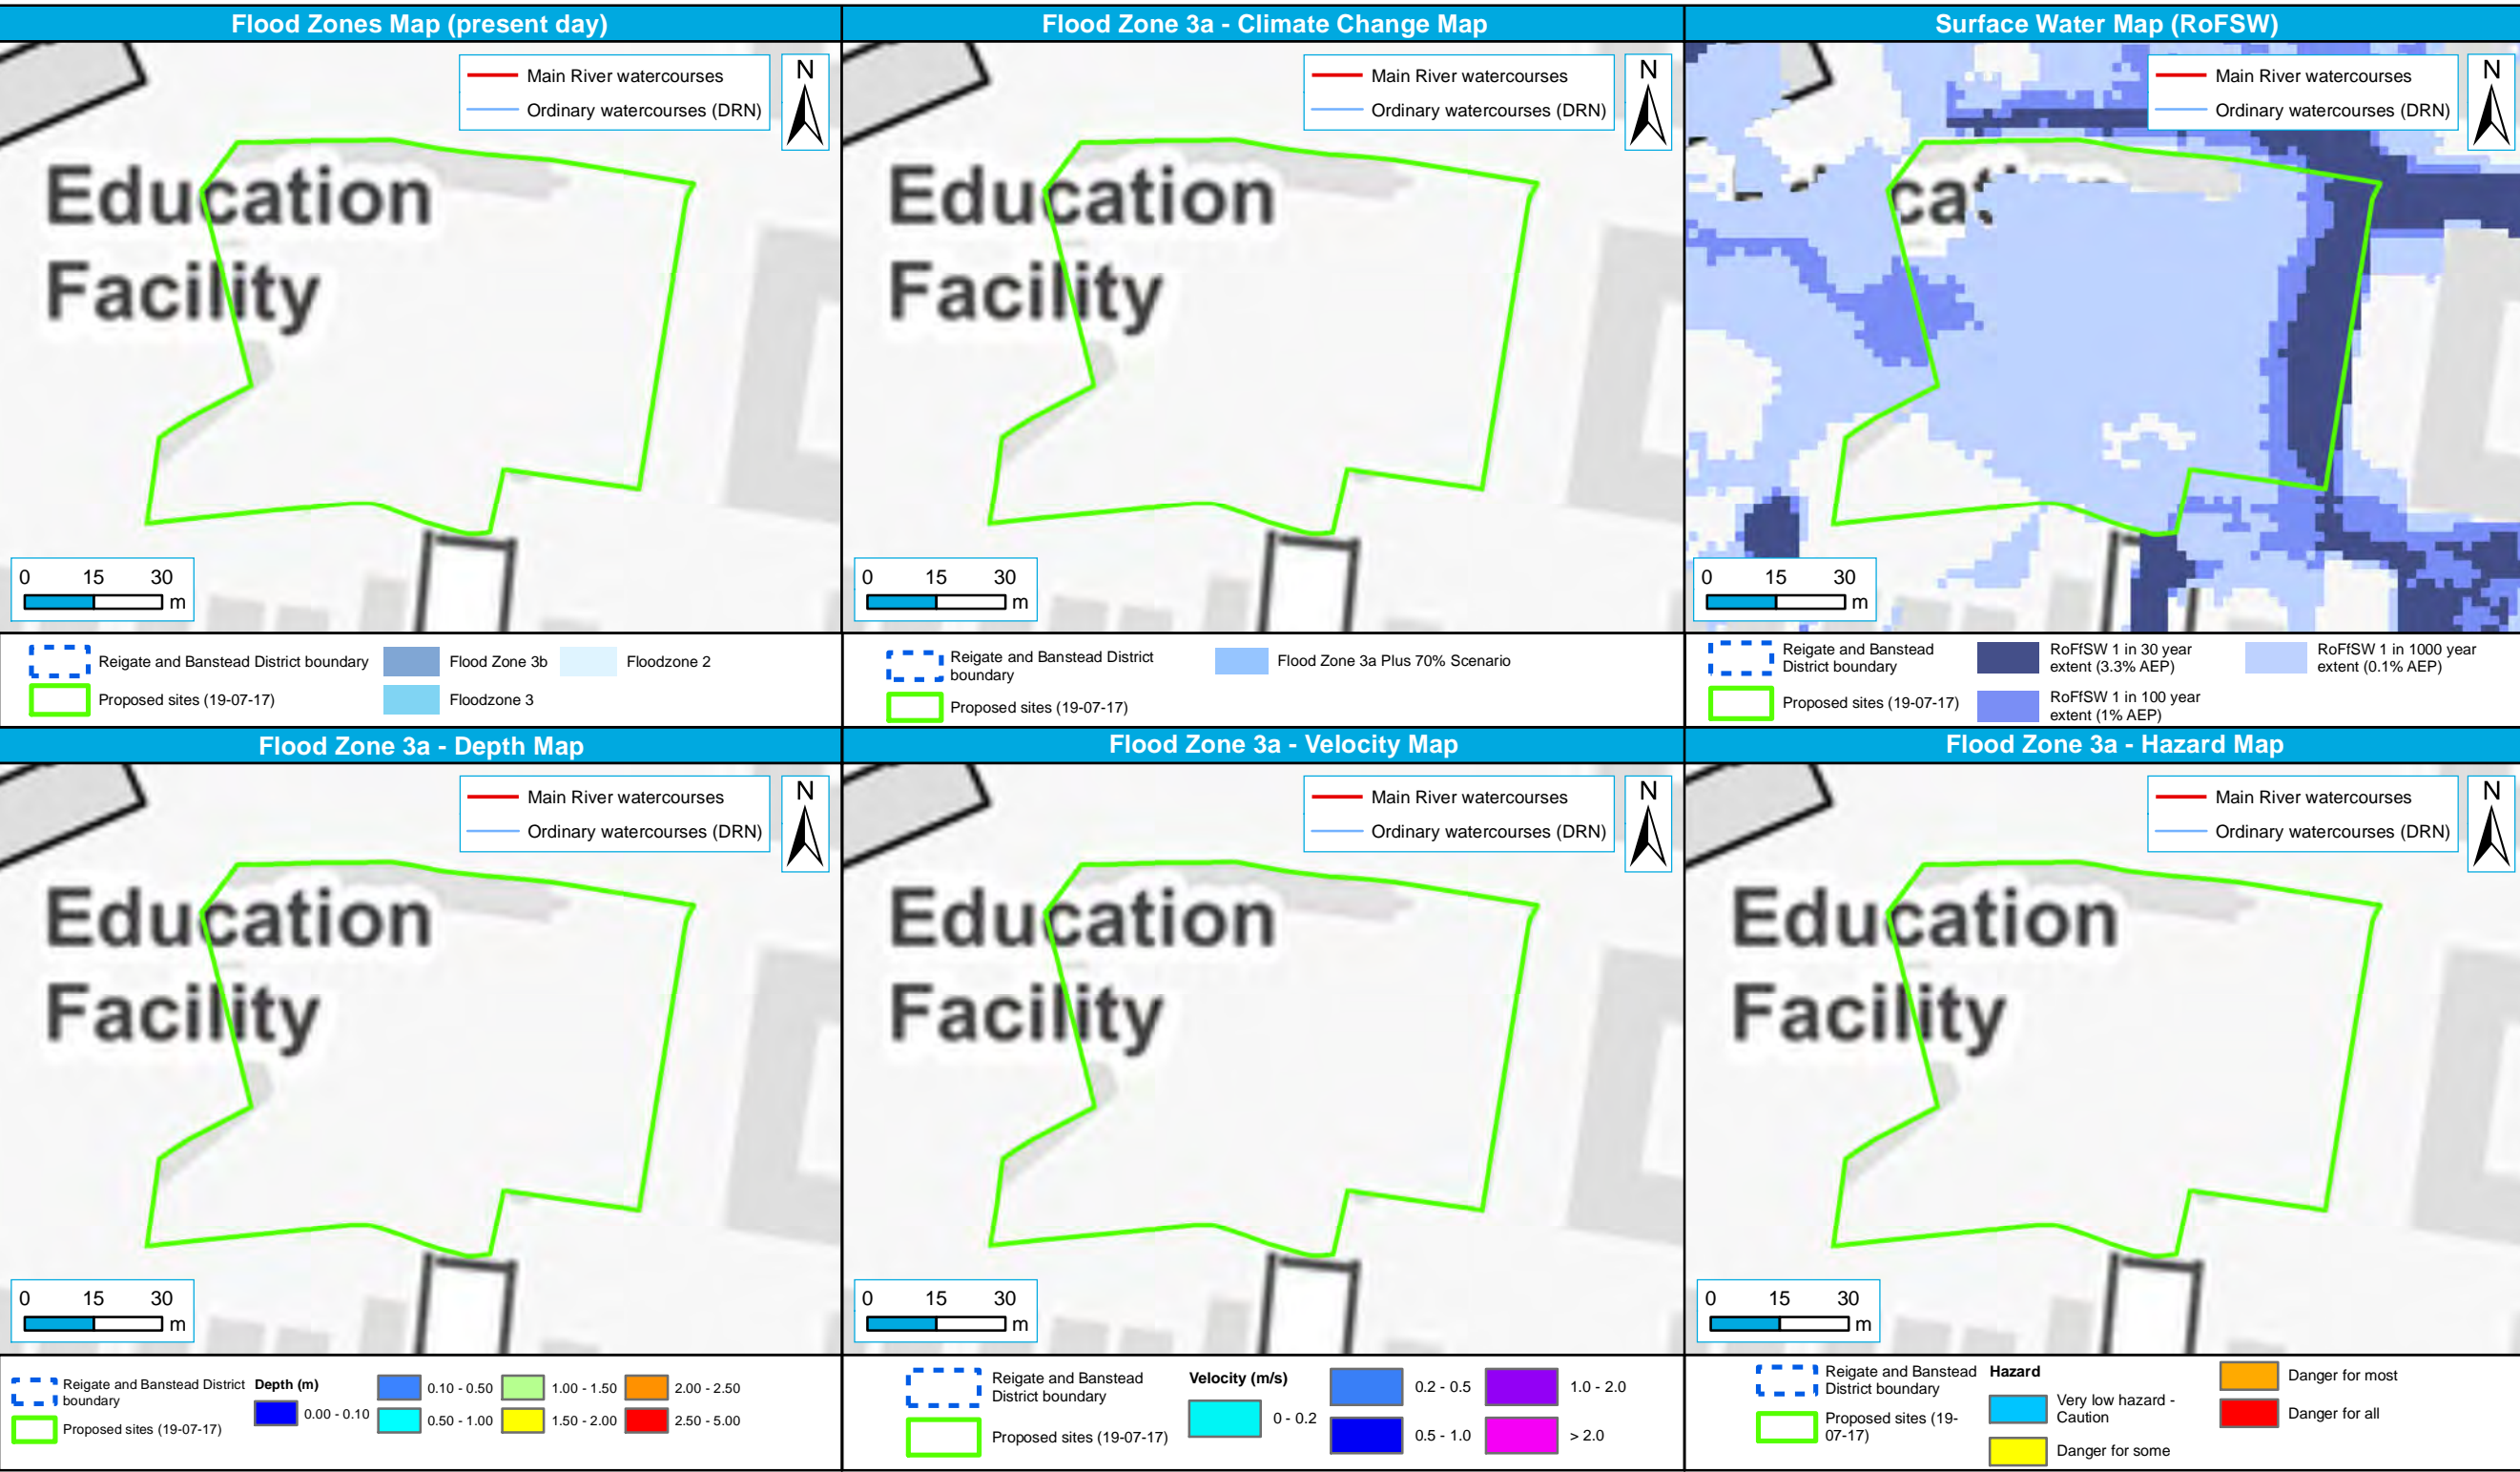 Flood Zones Map (present day)
Main River watercourses
Ordinary watercourses (DRN)
N
Education
Facility
0 15 30
m
Reigate and Banstead District boundary
Proposed sites (19-07-17)
Flood Zone 3b
Floodzone 3
Floodzone 2
Flood Zone 3a - Climate Change Map
Main River watercourses
Ordinary watercourses (DRN)
N
Education
Facility
0 15 30
m
Reigate and Banstead District
boundary
Proposed sites (19-07-17)
Flood Zone 3a Plus 70% Scenario
Surface Water Map (RoFSW)
Main River watercourses
Ordinary watercourses (DRN)
N
0 15 30
m
Reigate and Banstead
District boundary
Proposed sites (19-07-17)
RoFfSW 1 in 30 year
extent (3.3% AEP)
RoFfSW 1 in 100 year
extent (1% AEP)
RoFfSW 1 in 1000 year
extent (0.1% AEP)
Flood Zone 3a - Depth Map
Main River watercourses
Ordinary watercourses (DRN)
N
Education
Facility
0 15 30
m
Reigate and Banstead District
boundary
Proposed sites (19-07-17)
Depth (m)
0.00 - 0.10
0.10 - 0.50
0.50 - 1.00
1.00 - 1.50
1.50 - 2.00
2.00 - 2.50
2.50 - 5.00
Flood Zone 3a - Velocity Map
Main River watercourses
Ordinary watercourses (DRN)
N
Education
Facility
0 15 30
m
Reigate and Banstead
District boundary
Proposed sites (19-07-17)
Velocity (m/s)
0 - 0.2
0.2 - 0.5
0.5 - 1.0
1.0 - 2.0
> 2.0
Flood Zone 3a - Hazard Map
Main River watercourses
Ordinary watercourses (DRN)
N
Education
Facility
0 15 30
m
Reigate and Banstead
District boundary
Proposed sites (19-
07-17)
Hazard
Very low hazard -
Caution
Danger for some
Danger for most
Danger for all